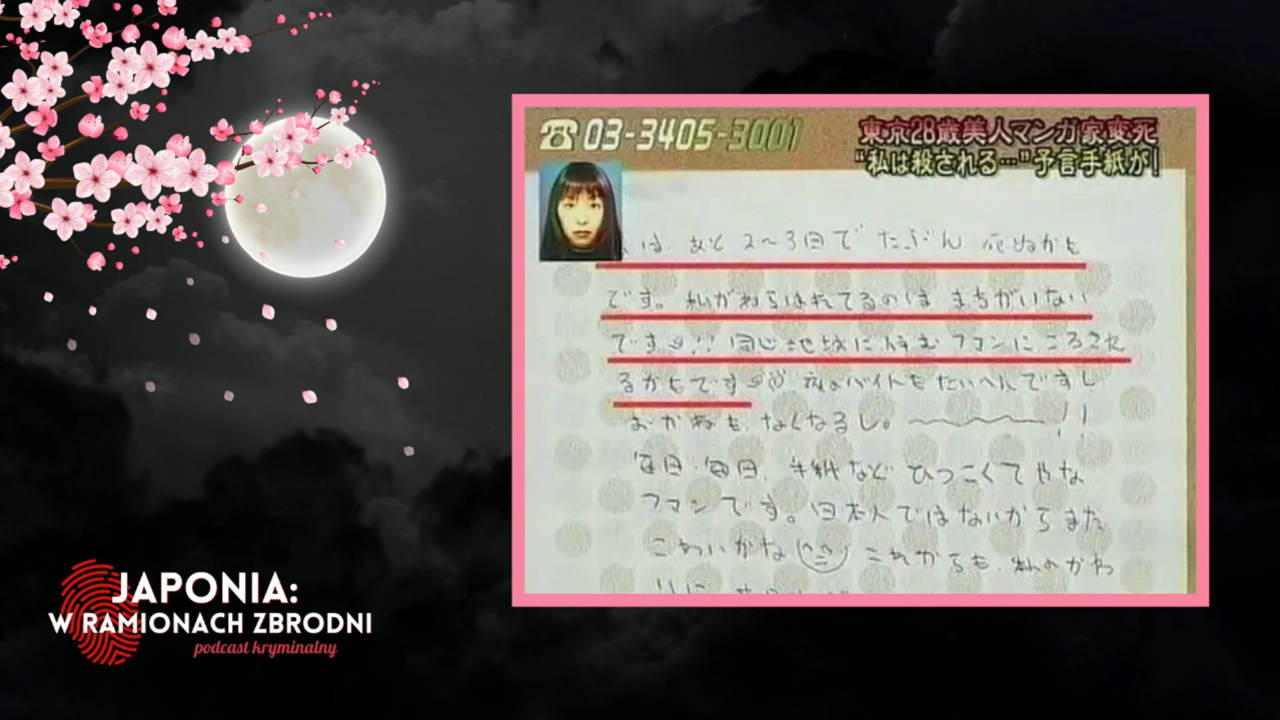 ☎03-3405-3001
東京28歳美人マンガ家変死
“私は殺される…”予言手紙が!
は あと 2〜3日で たぶん 死ぬかも
です。私がねらはれてるのは まちがいない
です!! 同じ地域に住む ファンに ころされ
るかもです 夜のバイトもたいへんですし
おかねも、なくなるし。〜〜〜!!
毎日、毎日、手紙など ひつこくてやな
ファンです。日本人ではないからまた
こわいかな これからも、私のかわ
りに
JAPONIA:
W RAMIONACH ZBRODNI
podcast kryminalny